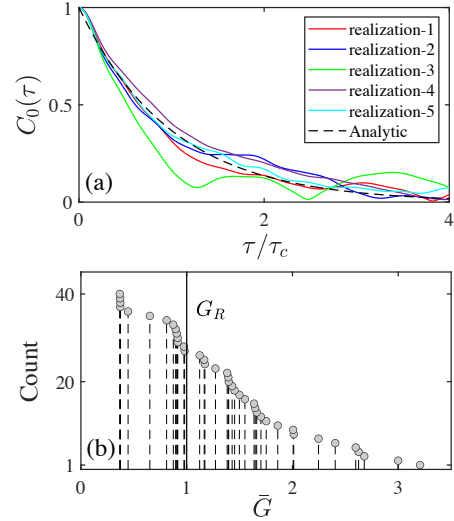 1
0.5
0
C₀(τ)
realization-1
realization-2
realization-3
realization-4
realization-5
Analytic
(a)
0 2 4
τ/τ_c
40
20
1
Count
G_R
(b)
0 1 2 3
Ḡ